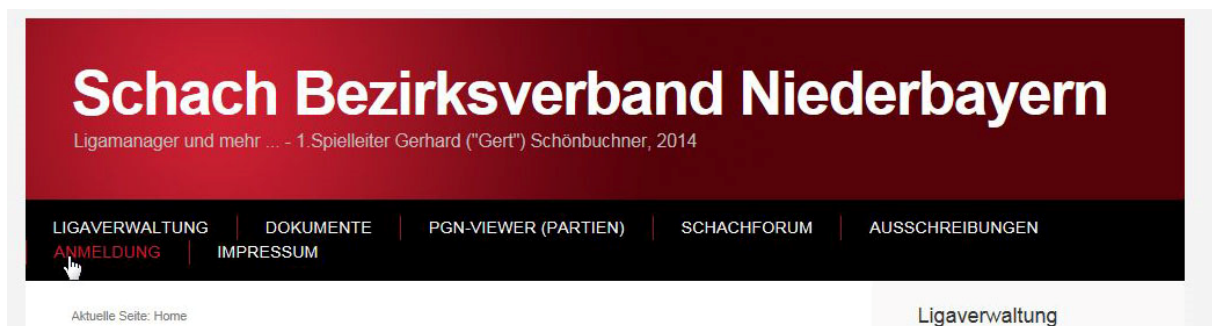 Schach Bezirksverband Niederbayern
Ligamanager und mehr ... - 1.Spielleiter Gerhard ("Gert") Schönbuchner, 2014
LIGAVERWALTUNG DOKUMENTE PGN-VIEWER (PARTIEN) SCHACHFORUM AUSSCHREIBUNGEN
ANMELDUNG IMPRESSUM
Aktuelle Seite: Home
Ligaverwaltung